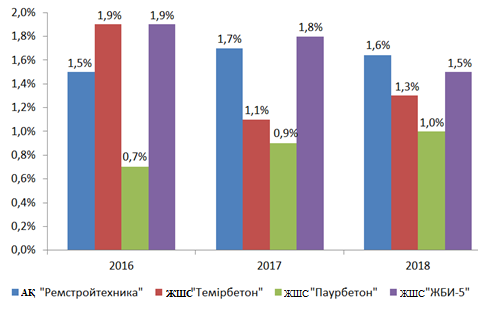 2,0%
1,8%
1,6%
1,4%
1,2%
1,0%
0,8%
0,6%
0,4%
0,2%
0,0%
1,5% 1,9% 0,7% 1,9%
1,7% 1,1% 0,9% 1,8%
1,6% 1,3% 1,0% 1,5%
2016 2017 2018
АҚ "Ремстройтехника" ЖШС"Темірбетон" ЖШС"Паурбетон" ЖШС"ЖБИ-5"